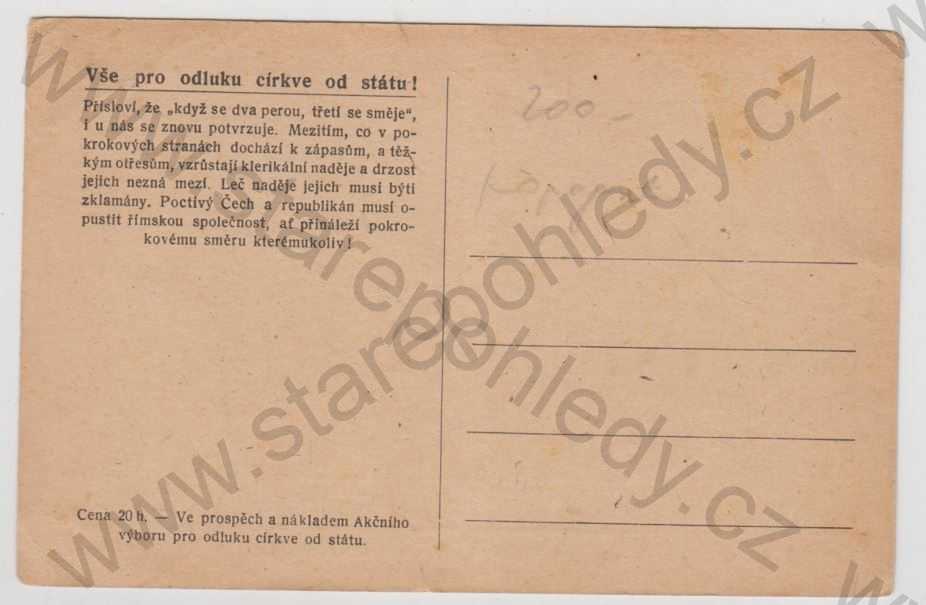 Vše pro odluku církve od státu!
Přísloví, že „když se dva perou, třetí se směje“,
i u nás se znovu potvrzuje. Mezitím, co v po-
krokových stranách dochází k zápasům, a těž-
kým otřesům, vzrůstají klerikální naděje a drzost
jejich nezná mezí. Leč naděje jejich musí býti
zklamány. Poctivý Čech a republikán musí o-
pustit římskou společnost, ať přináleží pokro-
kovému směru kterémukoliv!
Cena 20 h. — Ve prospěch a nákladem Akčního
výboru pro odluku církve od státu.
200 -
www.starepohledy.cz
www.starepohledy.cz